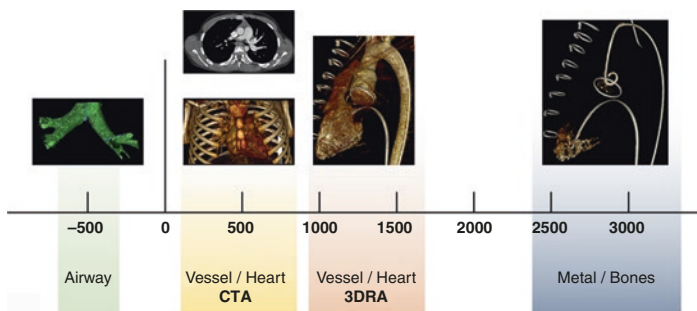 –500 0 500 1000 1500 2000 2500 3000
Airway Vessel / Heart Vessel / Heart Metal / Bones
CTA 3DRA